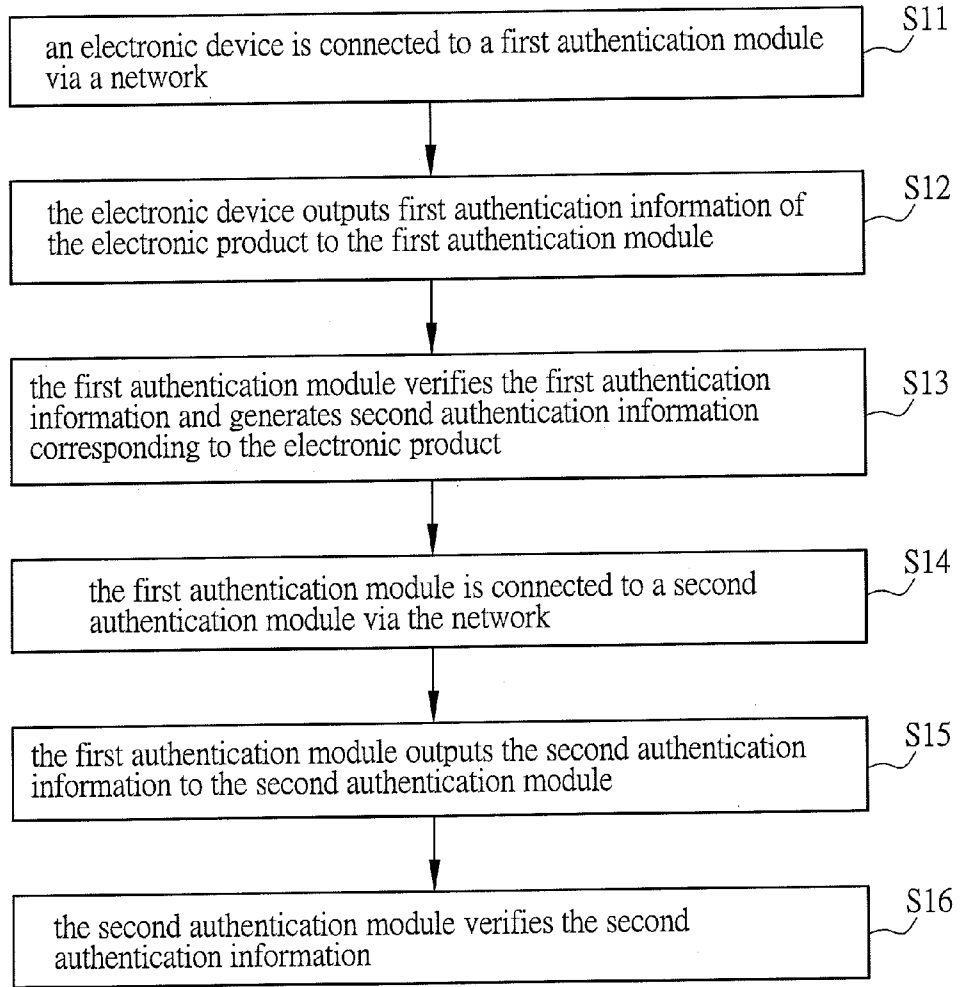 S11
an electronic device is connected to a first authentication module
via a network
S12
the electronic device outputs first authentication information of
the electronic product to the first authentication module
S13
the first authentication module verifies the first authentication
information and generates second authentication information
corresponding to the electronic product
S14
the first authentication module is connected to a second
authentication module via the network
S15
the first authentication module outputs the second authentication
information to the second authentication module
S16
the second authentication module verifies the second
authentication information